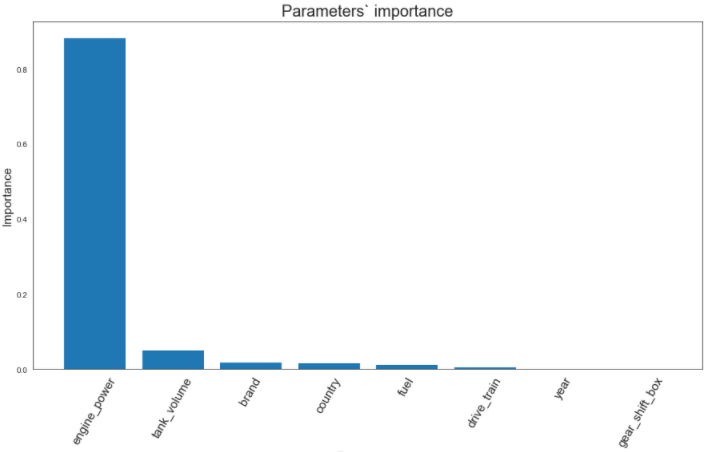 Parameters` importance
Importance
0.8
0.6
0.4
0.2
0.0
engine_power
tank_volume
brand
country
fuel
drive_train
year
gear_shift_box